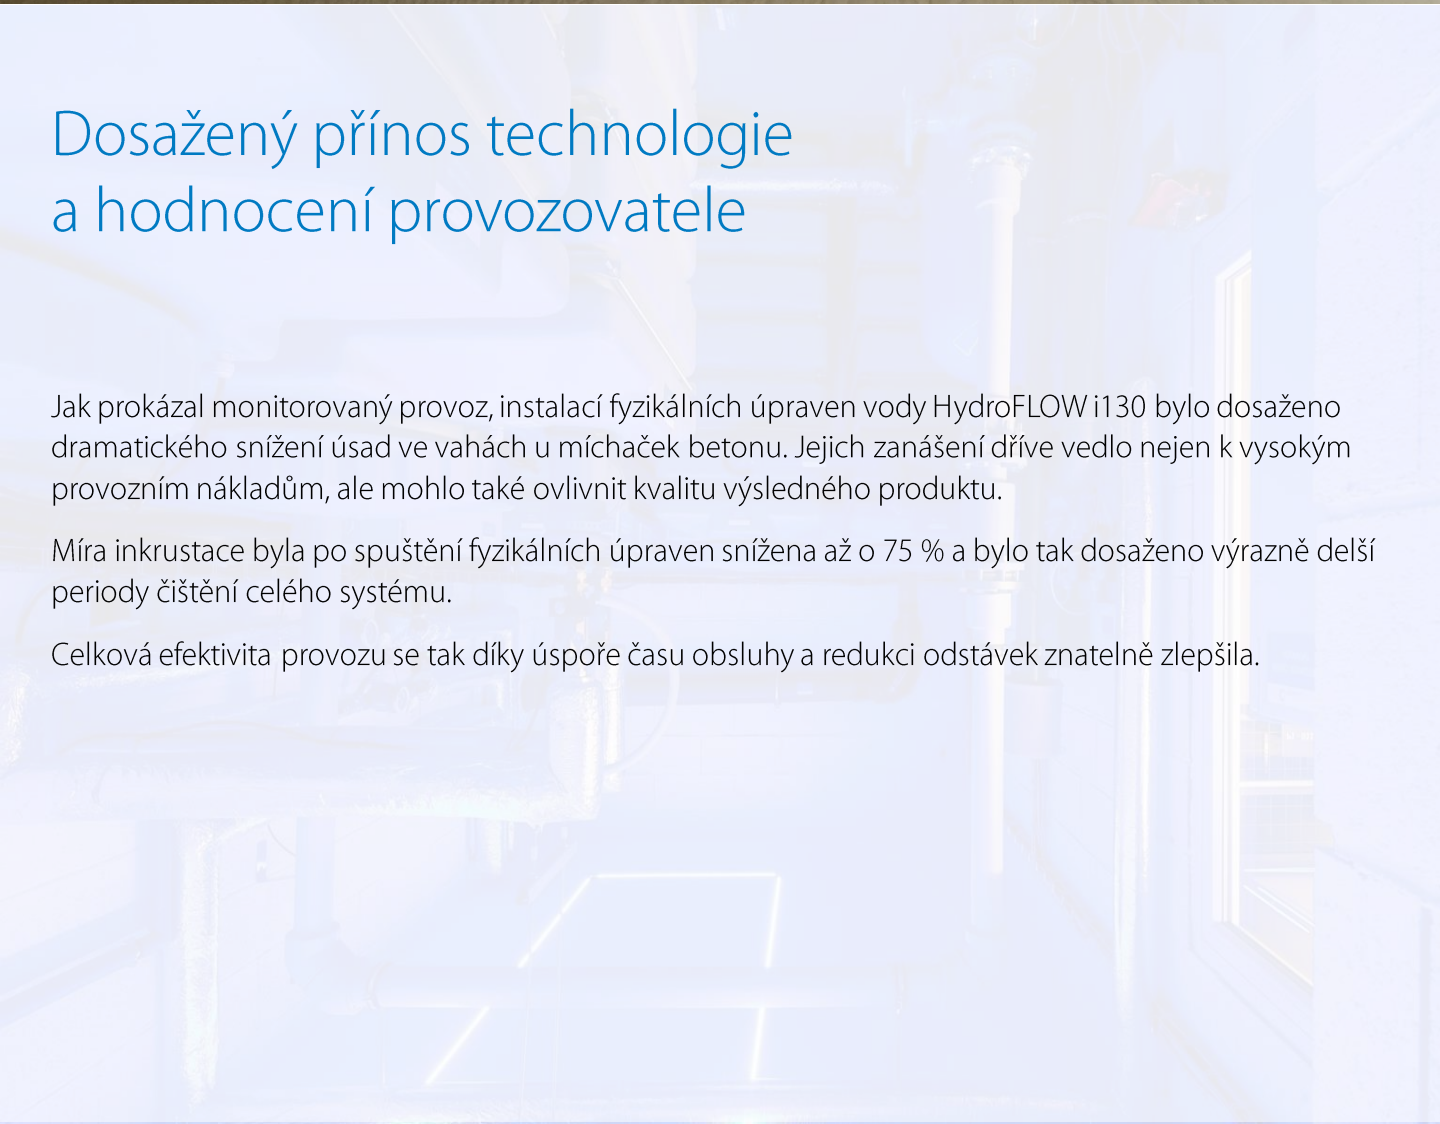 Dosažený přínos technologie
a hodnocení provozovatele
Jak prokázal monitorovaný provoz, instalací fyzikálních úpraven vody HydroFLOW i130 bylo dosaženo
dramatického snížení úsad ve vahách u míchaček betonu. Jejich zanášení dříve vedlo nejen k vysokým
provozním nákladům, ale mohlo také ovlivnit kvalitu výsledného produktu.
Míra inkrustace byla po spuštění fyzikálních úpraven snížena až o 75 % a bylo tak dosaženo výrazně delší
periody čištění celého systému.
Celková efektivita provozu se tak díky úspoře času obsluhy a redukci odstávek znatelně zlepšila.